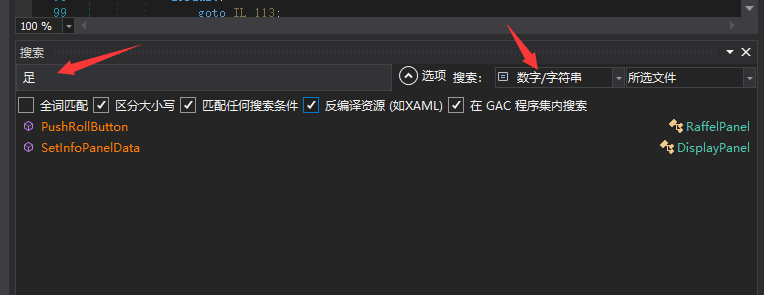 99 goto IL_113;
100 %
搜索
足 选项 搜索： 数字/字符串 所选文件
全词匹配 区分大小写 匹配任何搜索条件 反编译资源 (如XAML) 在 GAC 程序集内搜索
PushRollButton RaffelPanel
SetInfoPanelData DisplayPanel